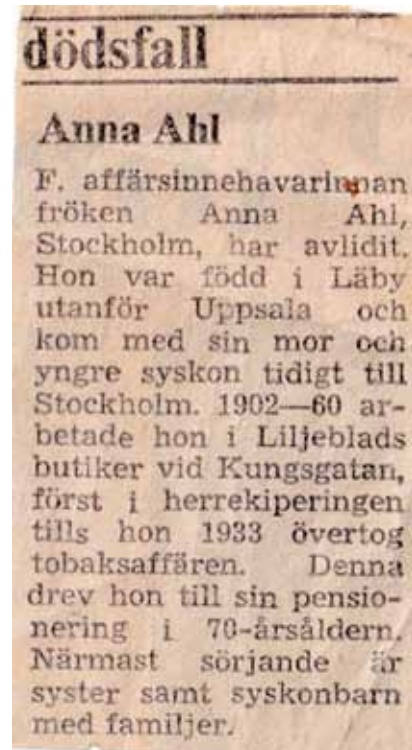 dödsfall
Anna Ahl
F. affärsinnehavarinnan
fröken Anna Ahl,
Stockholm, har avlidit.
Hon var född i Läby
utanför Uppsala och
kom med sin mor och
yngre syskon tidigt till
Stockholm. 1902—60 ar-
betade hon i Liljeblads
butiker vid Kungsgatan,
först i herrekiperingen
tills hon 1933 övertog
tobaksaffären. Denna
drev hon till sin pensio-
nering i 70-årsåldern.
Närmast sörjande är
syster samt syskonbarn
med familjer.